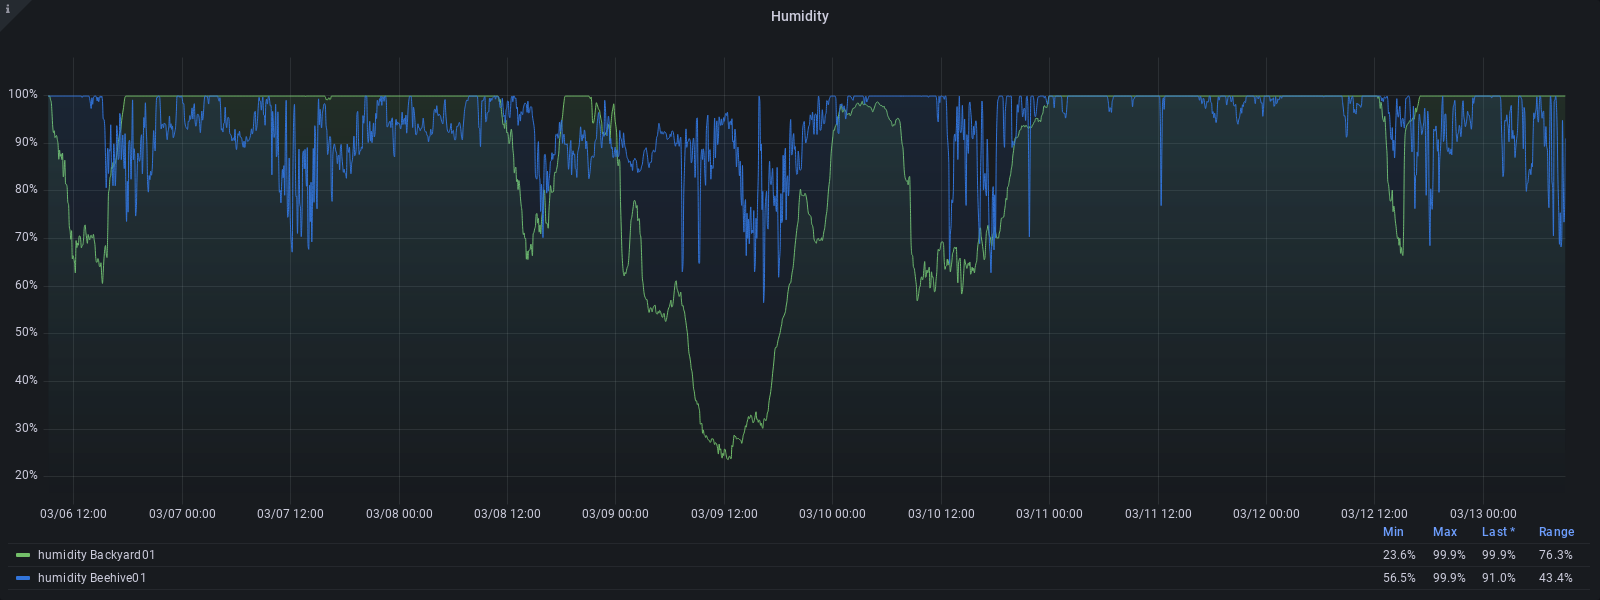 i
Humidity
100%
90%
80%
70%
60%
50%
40%
30%
20%
03/06 12:00 03/07 00:00 03/07 12:00 03/08 00:00 03/08 12:00 03/09 00:00 03/09 12:00 03/10 00:00 03/10 12:00 03/11 00:00 03/11 12:00 03/12 00:00 03/12 12:00 03/13 00:00
Min Max Last * Range
humidity Backyard01 23.6% 99.9% 99.9% 76.3%
humidity Beehive01 56.5% 99.9% 91.0% 43.4%